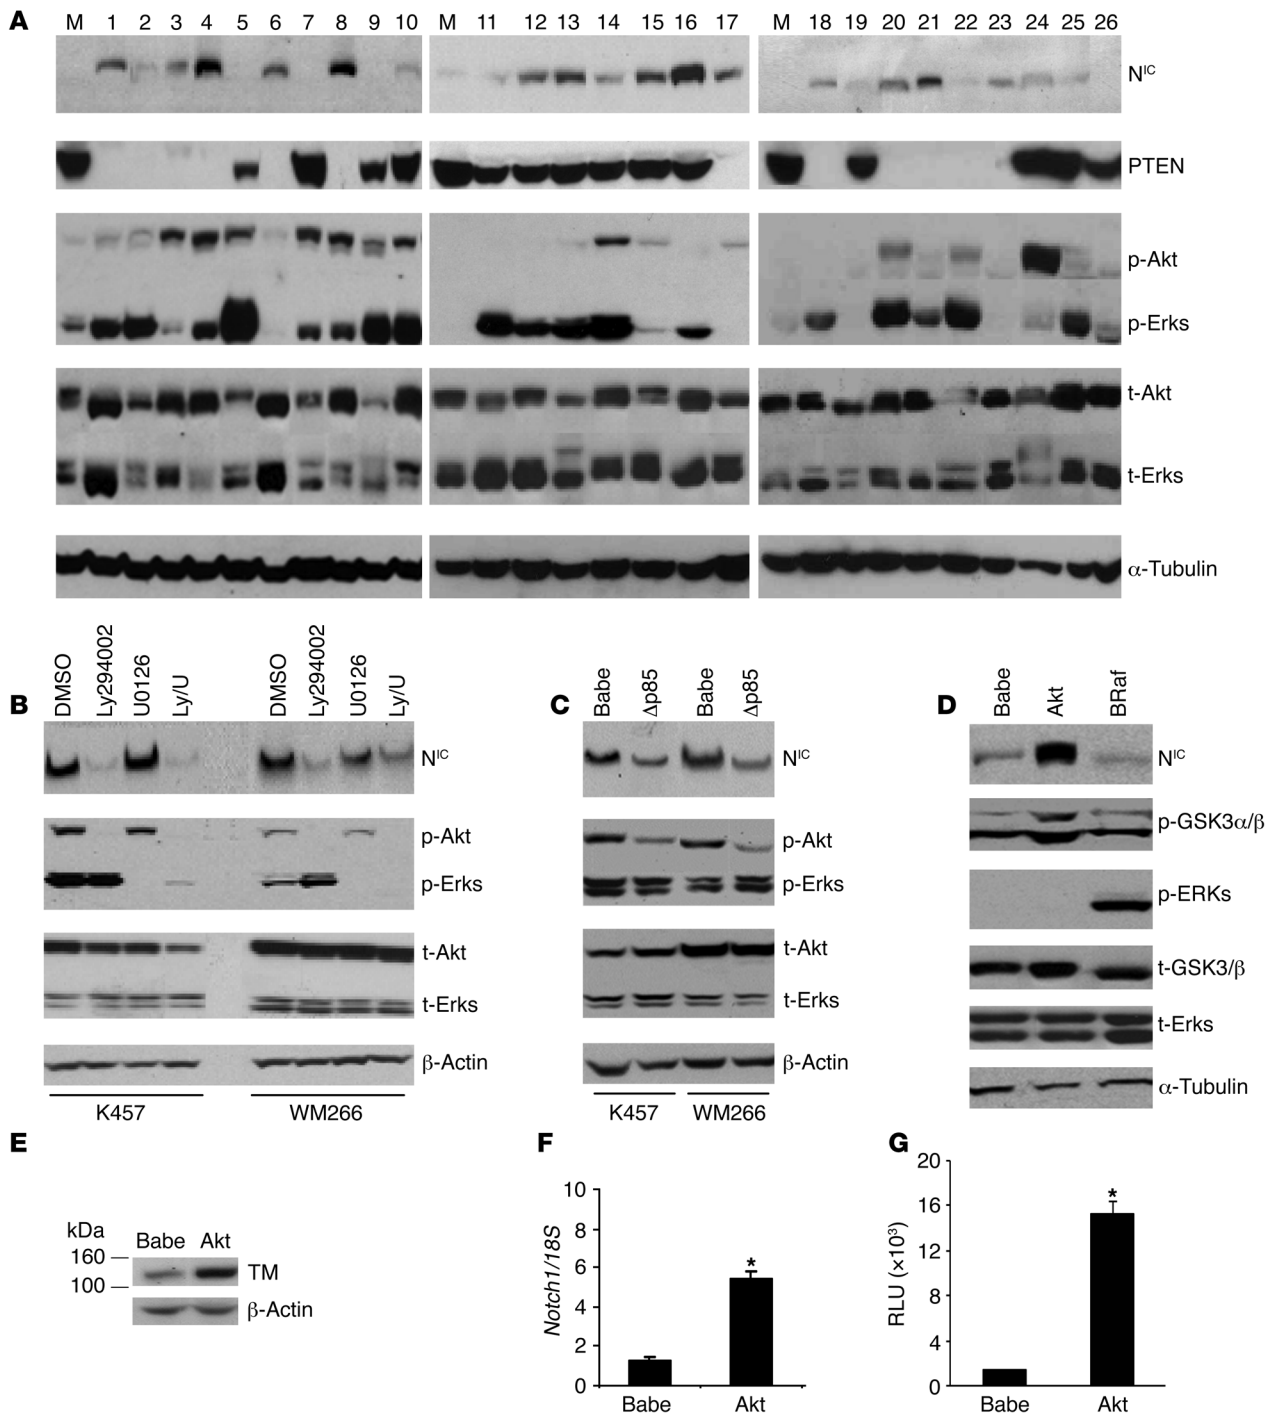 A
M 1 2 3 4 5 6 7 8 9 10 M 11 12 13 14 15 16 17 M 18 19 20 21 22 23 24 25 26
N^IC
PTEN
p-Akt
p-Erks
t-Akt
t-Erks
α-Tubulin
B
DMSO Ly294002 U0126 Ly/U DMSO Ly294002 U0126 Ly/U
N^IC
p-Akt
p-Erks
t-Akt
t-Erks
β-Actin
K457 WM266
C
Babe Δp85 Babe Δp85
N^IC
p-Akt
p-Erks
t-Akt
t-Erks
β-Actin
K457 WM266
D
Babe Akt BRaf
N^IC
p-GSK3α/β
p-ERKs
t-GSK3/β
t-Erks
α-Tubulin
E
kDa
Babe Akt
160
100
TM
β-Actin
F
Notch1/18S
10
8
6
4
2
0
*
Babe Akt
G
RLU (×10³)
20
16
12
8
4
0
*
Babe Akt